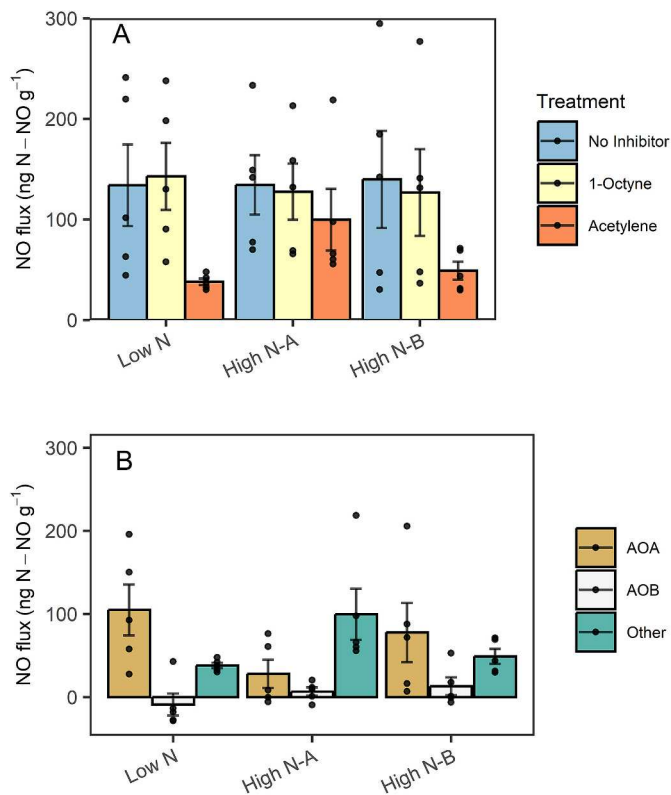 A
300
200
100
0
NO flux (ng N – NO g⁻¹)
Low N
High N-A
High N-B
Treatment
No Inhibitor
1-Octyne
Acetylene
B
300
200
100
0
NO flux (ng N – NO g⁻¹)
Low N
High N-A
High N-B
AOA
AOB
Other